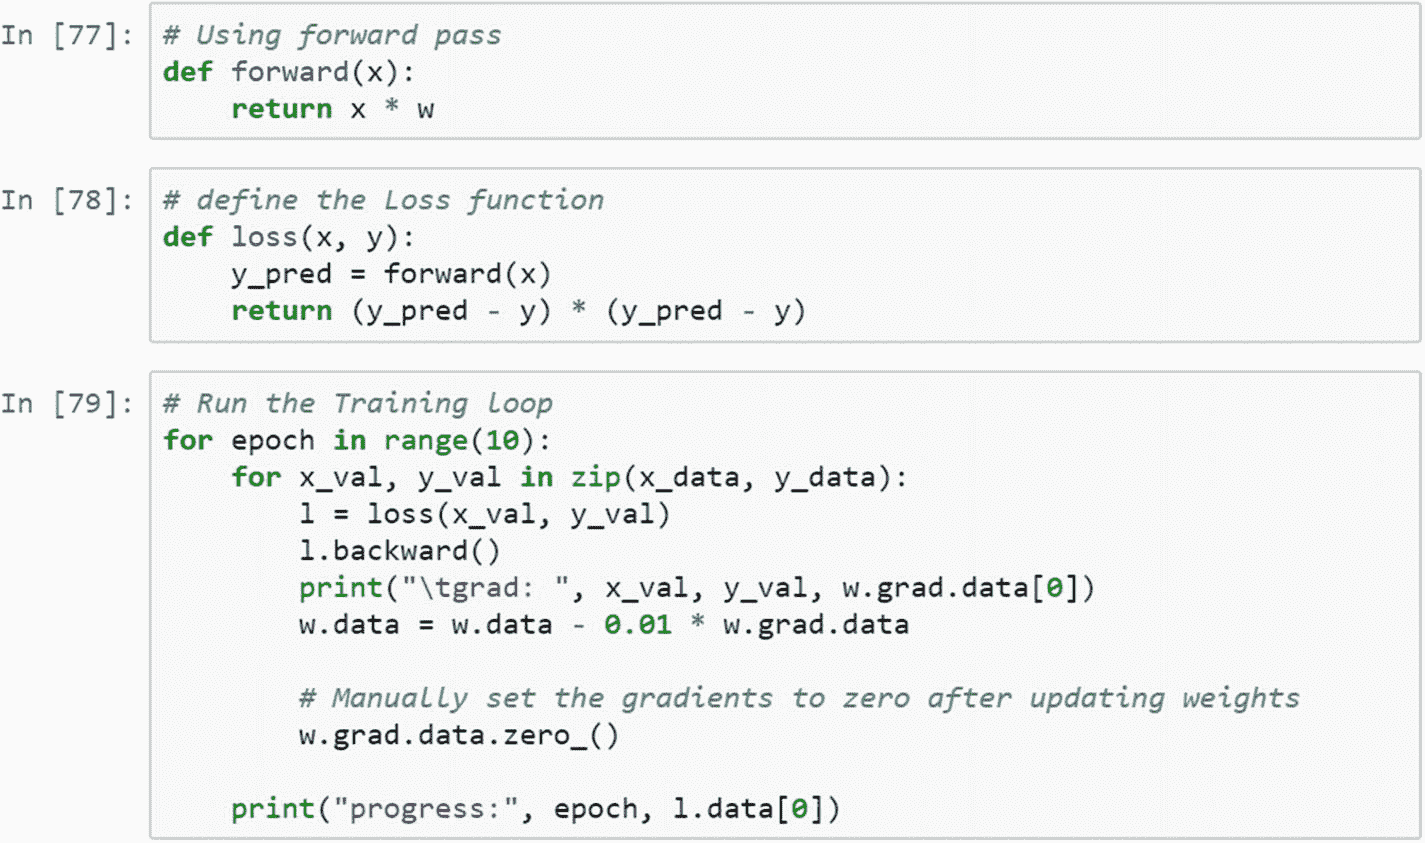 In [77]: # Using forward pass
def forward(x):
    return x * w
In [78]: # define the Loss function
def loss(x, y):
    y_pred = forward(x)
    return (y_pred - y) * (y_pred - y)
In [79]: # Run the Training loop
for epoch in range(10):
    for x_val, y_val in zip(x_data, y_data):
        l = loss(x_val, y_val)
        l.backward()
        print("\tgrad: ", x_val, y_val, w.grad.data[0])
        w.data = w.data - 0.01 * w.grad.data
        # Manually set the gradients to zero after updating weights
        w.grad.data.zero_()
    print("progress:", epoch, l.data[0])